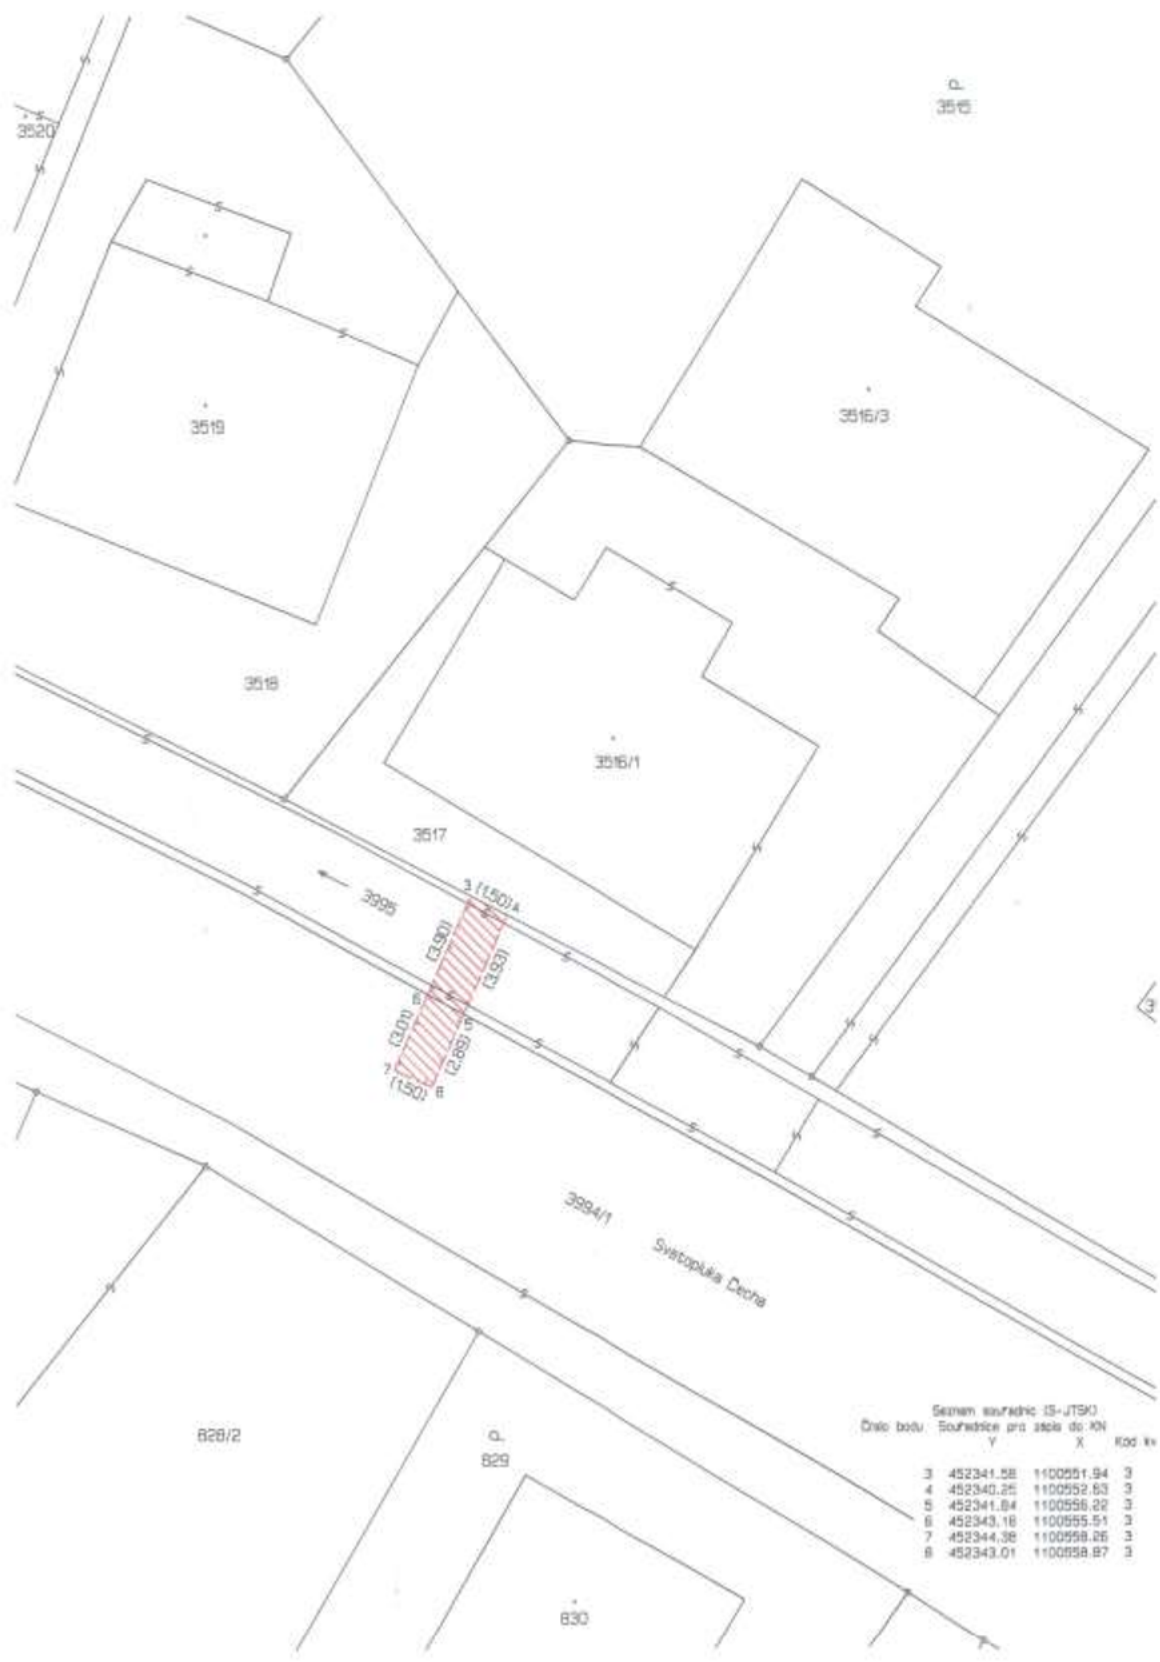 P
3515
3520
3519
3516/3
3518
3516/1
3517
3995
3 (1.50) 4
(3.90)
(3.93)
6
5
(3.01)
(2.89)
7
(1.50) 8
3994/1
Svatopluka Čecha
3
828/2
P
829
830
Seznam souřadnic (S-JTSK)
Číslo bodu Souřadnice pro zápis do KN
Y X Kód kv
3 452341.58 1100551.94 3
4 452340.25 1100552.63 3
5 452341.84 1100556.22 3
6 452343.16 1100555.51 3
7 452344.38 1100558.26 3
8 452343.01 1100558.87 3